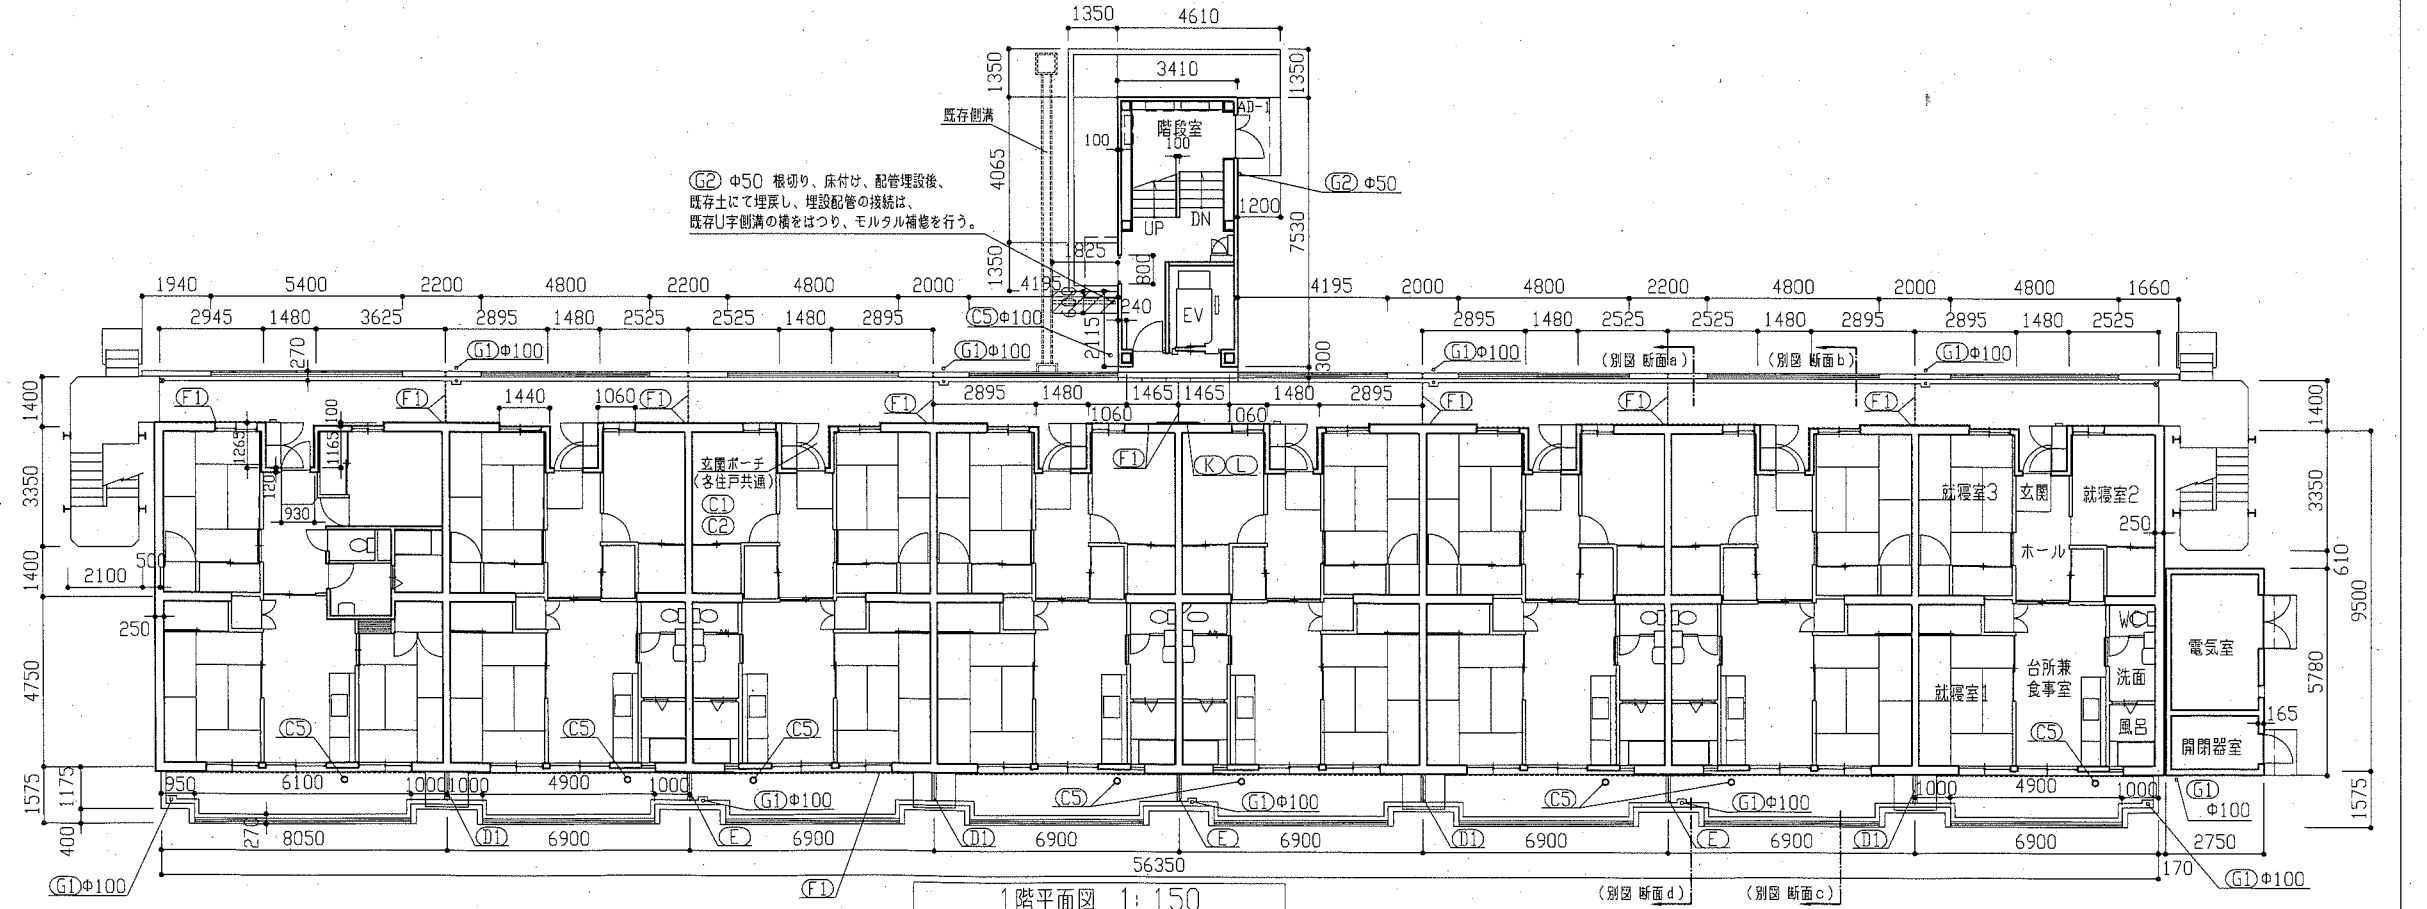 1350 4610
1350 3410 1350
AD-1
階段室
既存側溝
100 100
4065
G2 Φ50 根切り、床付け、配管埋設後、
既存土にて埋戻し、埋設配管の接続は、
既存U字側溝の横をはつり、モルタル補修を行う。
G2 Φ50
1200
UP DN
7530
1825
1350 800
1940 5400 2200 4800 2200 4800 2000 4195 4195 2000 4800 2200 4800 2000 4800 1660
240
EV
C5 Φ100
2115
300
2945 1480 3625 2895 1480 2525 2525 1480 2895 2895 1480 2525 2525 1480 2895 2895 1480 2525
270
G1 Φ100 G1 Φ100 G1 Φ100 (別図 断面a) (別図 断面b) G1 Φ100
1400 F1 F1 1440 1060 F1 F1 2895 1480 1465 1465 1480 2895 F1 F1 F1 1400
100 1060 1060
1265 1165
F1 K L
玄関ポーチ
(各住戸共通)
C1
C2
120
930
3350 就寝室3 玄関 就寝室2 3350
250
ホール
500
1400 2100 610
9500
250
WC
電気室
4750 台所兼
食事室
洗面
就寝室1
5780
風呂
165
開閉器室
C5 C5 C5 C5 C5 C5
950 6100 1000 1000 4900 1000 1000 4900 1000
1575 1175 400
1575
G1 Φ100 G1 Φ100 G1 Φ100 G1
Φ100
270
8050 D1 6900 E 6900 D1 6900 E 6900 D1 6900 E 6900 D1 6900 2750
56350
170
G1 Φ100 F1 G1 Φ100
(別図 断面d) (別図 断面c)
1階平面図 1:150